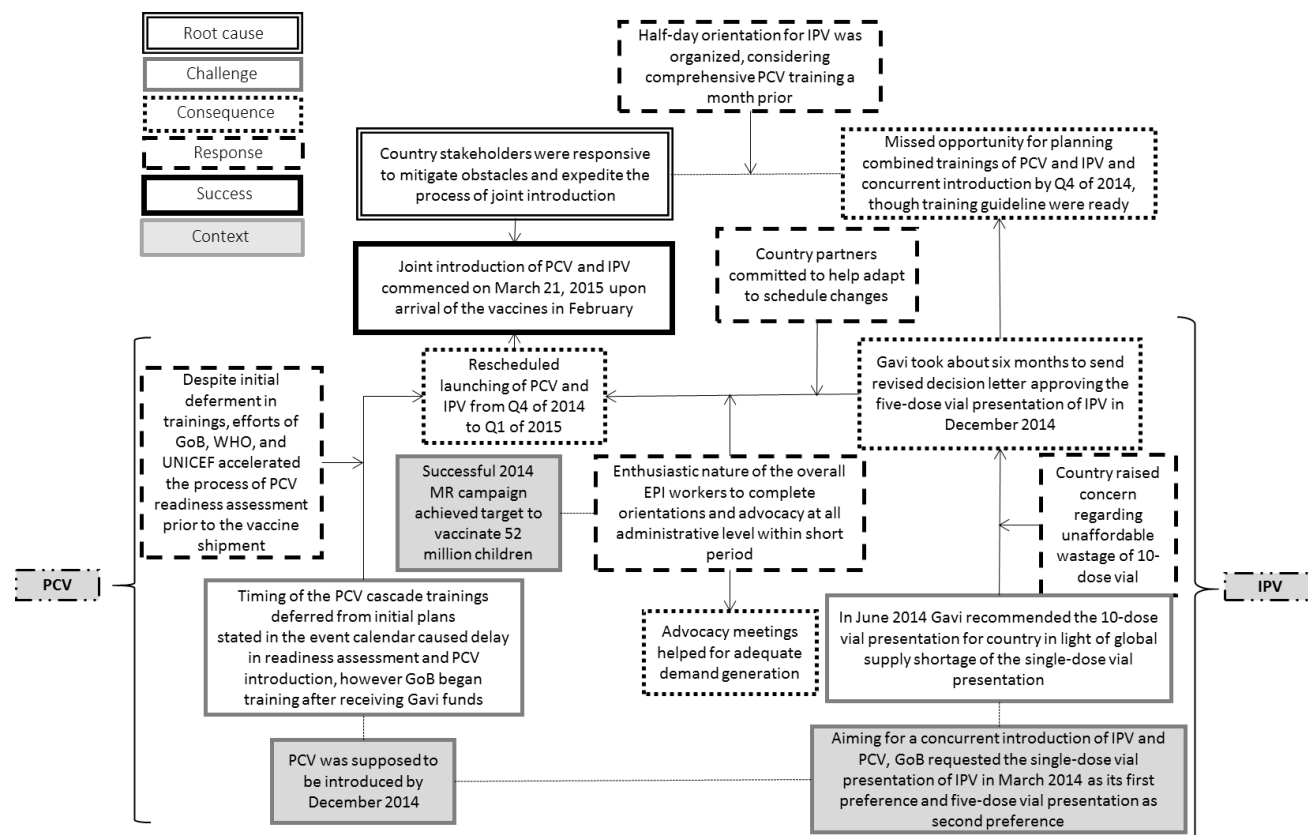 Root cause
Challenge
Consequence
Response
Success
Context
Half-day orientation for IPV was
organized, considering
comprehensive PCV training a
month prior
Country stakeholders were responsive
to mitigate obstacles and expedite the
process of joint introduction
Missed opportunity for planning
combined trainings of PCV and IPV and
concurrent introduction by Q4 of 2014,
though training guideline were ready
Joint introduction of PCV and IPV
commenced on March 21, 2015 upon
arrival of the vaccines in February
Country partners
committed to help adapt
to schedule changes
Despite initial
deferment in
trainings, efforts of
GoB, WHO, and
UNICEF accelerated
the process of PCV
readiness assessment
prior to the vaccine
shipment
Rescheduled
launching of PCV and
IPV from Q4 of 2014
to Q1 of 2015
Gavi took about six months to send
revised decision letter approving the
five-dose vial presentation of IPV in
December 2014
Successful 2014
MR campaign
achieved target to
vaccinate 52
million children
Enthusiastic nature of the overall
EPI workers to complete
orientations and advocacy at all
administrative level within short
period
Country raised
concern
regarding
unaffordable
wastage of 10-
dose vial
PCV
IPV
Timing of the PCV cascade trainings
deferred from initial plans
stated in the event calendar caused delay
in readiness assessment and PCV
introduction, however GoB began
training after receiving Gavi funds
Advocacy meetings
helped for adequate
demand generation
In June 2014 Gavi recommended the 10-dose
vial presentation for country in light of global
supply shortage of the single-dose vial
presentation
PCV was supposed to
be introduced by
December 2014
Aiming for a concurrent introduction of IPV and
PCV, GoB requested the single-dose vial
presentation of IPV in March 2014 as its first
preference and five-dose vial presentation as
second preference